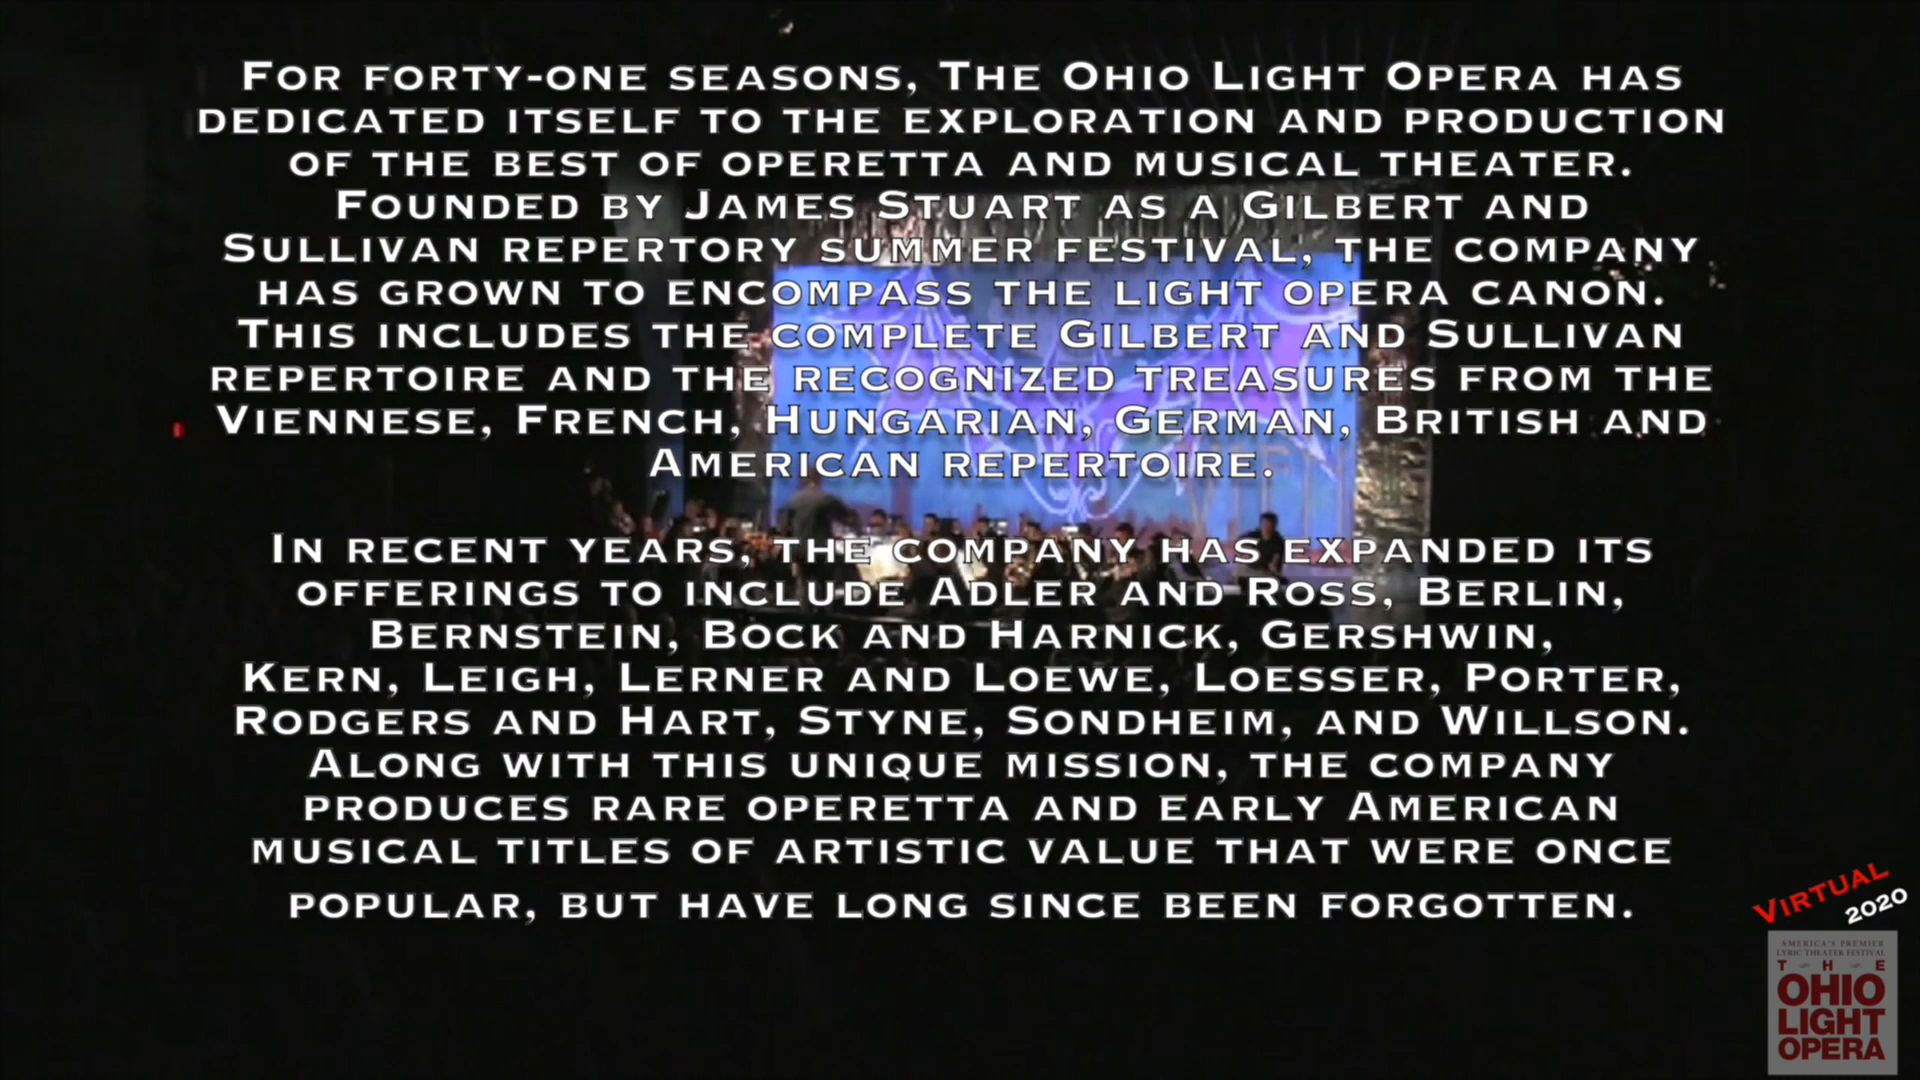 For forty-one seasons, The Ohio Light Opera has
dedicated itself to the exploration and production
of the best of operetta and musical theater.
Founded by James Stuart as a Gilbert and
Sullivan repertory summer festival, the company
has grown to encompass the light opera canon.
This includes the complete Gilbert and Sullivan
repertoire and the recognized treasures from the
Viennese, French, Hungarian, German, British and
American repertoire.
In recent years, the company has expanded its
offerings to include Adler and Ross, Berlin,
Bernstein, Bock and Harnick, Gershwin,
Kern, Leigh, Lerner and Loewe, Loesser, Porter,
Rodgers and Hart, Styne, Sondheim, and Willson.
Along with this unique mission, the company
produces rare operetta and early American
musical titles of artistic value that were once
popular, but have long since been forgotten.
Virtual
2020
AMERICA'S PREMIER
LYRIC THEATER FESTIVAL
THE
OHIO
LIGHT
OPERA